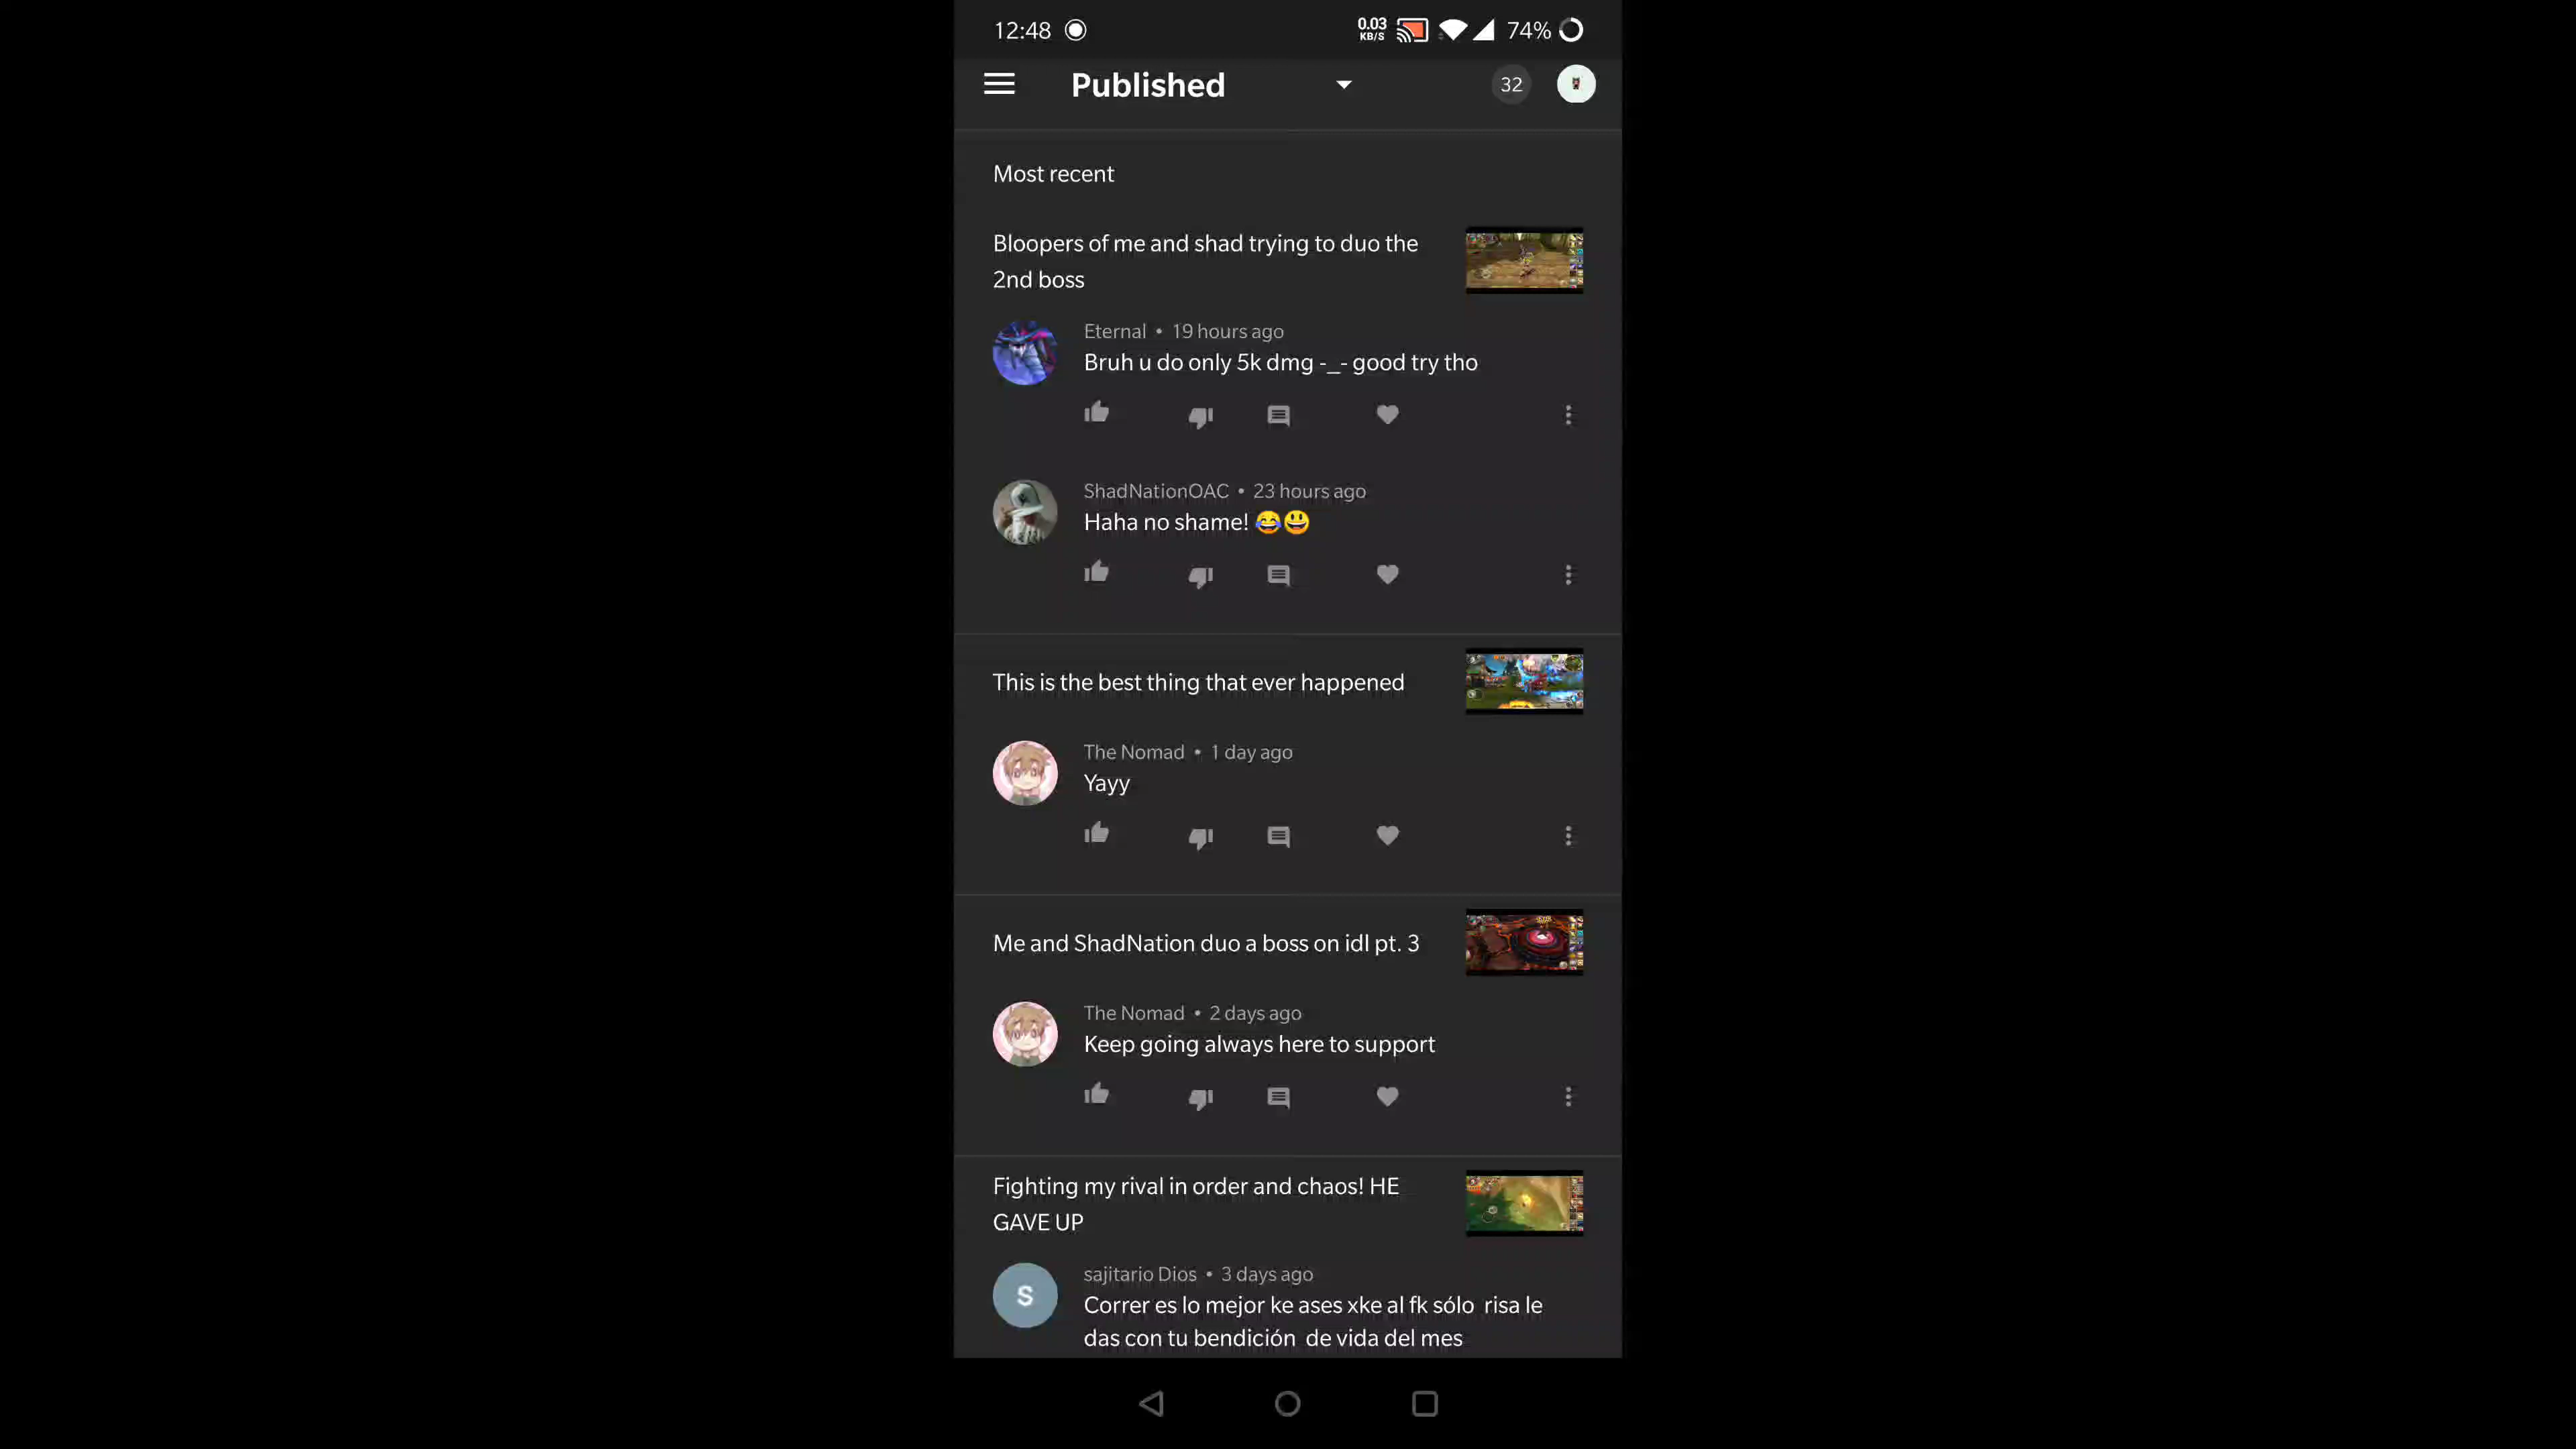 12:48
0.03
KB/S
74%
Published
32
Most recent
Bloopers of me and shad trying to duo the
2nd boss
Eternal • 19 hours ago
Bruh u do only 5k dmg -_- good try tho
ShadNationOAC • 23 hours ago
Haha no shame! 😂😃
This is the best thing that ever happened
The Nomad • 1 day ago
Yayy
Me and ShadNation duo a boss on idl pt. 3
The Nomad • 2 days ago
Keep going always here to support
Fighting my rival in order and chaos! HE
GAVE UP
S
sajitario Dios • 3 days ago
Correr es lo mejor ke ases xke al fk sólo  risa le
das con tu bendición  de vida del mes